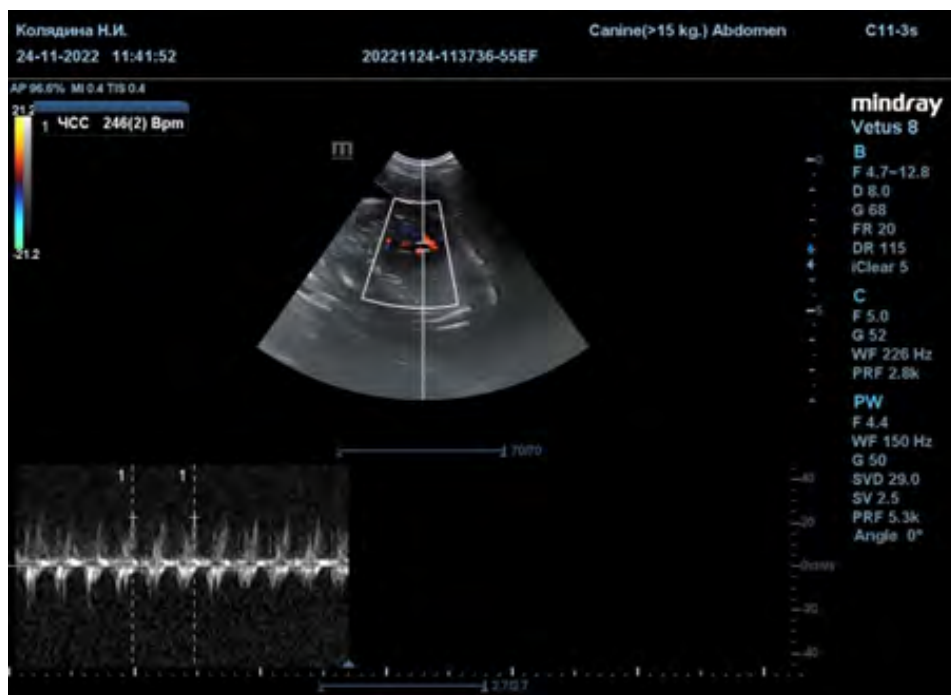 Колядина Н.И.
Canine(>15 kg.) Abdomen
C11-3s
24-11-2022 11:41:52
20221124-113736-55EF
AP 96.6% MI 0.4 TIS 0.4
21.2
1 ЧСС 246(2) Bpm
-21.2
m
mindray
Vetus 8
B
F 4.7~12.8
D 8.0
G 68
FR 20
DR 115
iClear 5
C
F 5.0
G 52
WF 226 Hz
PRF 2.8k
PW
F 4.4
WF 150 Hz
G 50
SVD 29.0
SV 2.5
PRF 5.3k
Angle 0°
0
5
70/70
1 1